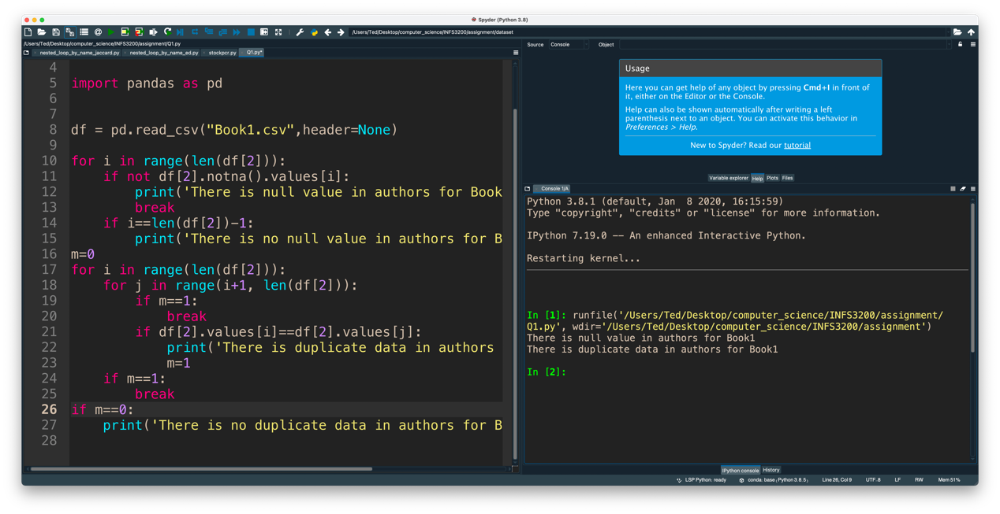 Spyder (Python 3.8)
/Users/Ted/Desktop/computer_science/INFS3200/assignment/dataset
/Users/Ted/Desktop/computer_science/INFS3200/assignment/Q1.py
nested_loop_by_name_jaccard.py nested_loop_by_name_ed.py stockpcr.py Q1.py*
4
5 import pandas as pd
6
7
8 df = pd.read_csv("Book1.csv",header=None)
9
10 for i in range(len(df[2])):
11 if not df[2].notna().values[i]:
12 print('There is null value in authors for Book
13 break
14 if i==len(df[2])-1:
15 print('There is no null value in authors for B
16 m=0
17 for i in range(len(df[2])):
18 for j in range(i+1, len(df[2])):
19 if m==1:
20 break
21 if df[2].values[i]==df[2].values[j]:
22 print('There is duplicate data in authors
23 m=1
24 if m==1:
25 break
26 if m==0:
27 print('There is no duplicate data in authors for B
28
Source Console Object
Usage
Here you can get help of any object by pressing Cmd+I in front of
it, either on the Editor or the Console.
Help can also be shown automatically after writing a left
parenthesis next to an object. You can activate this behavior in
Preferences > Help.
New to Spyder? Read our tutorial
Variable explorer Help Plots Files
Console 1/A
Python 3.8.1 (default, Jan  8 2020, 16:15:59)
Type "copyright", "credits" or "license" for more information.
IPython 7.19.0 -- An enhanced Interactive Python.
Restarting kernel...
In [1]: runfile('/Users/Ted/Desktop/computer_science/INFS3200/assignment/
Q1.py', wdir='/Users/Ted/Desktop/computer_science/INFS3200/assignment')
There is null value in authors for Book1
There is duplicate data in authors for Book1
In [2]:
IPython console History
LSP Python: ready conda: base (Python 3.8.5) Line 26, Col 9 UTF-8 LF RW Mem 51%